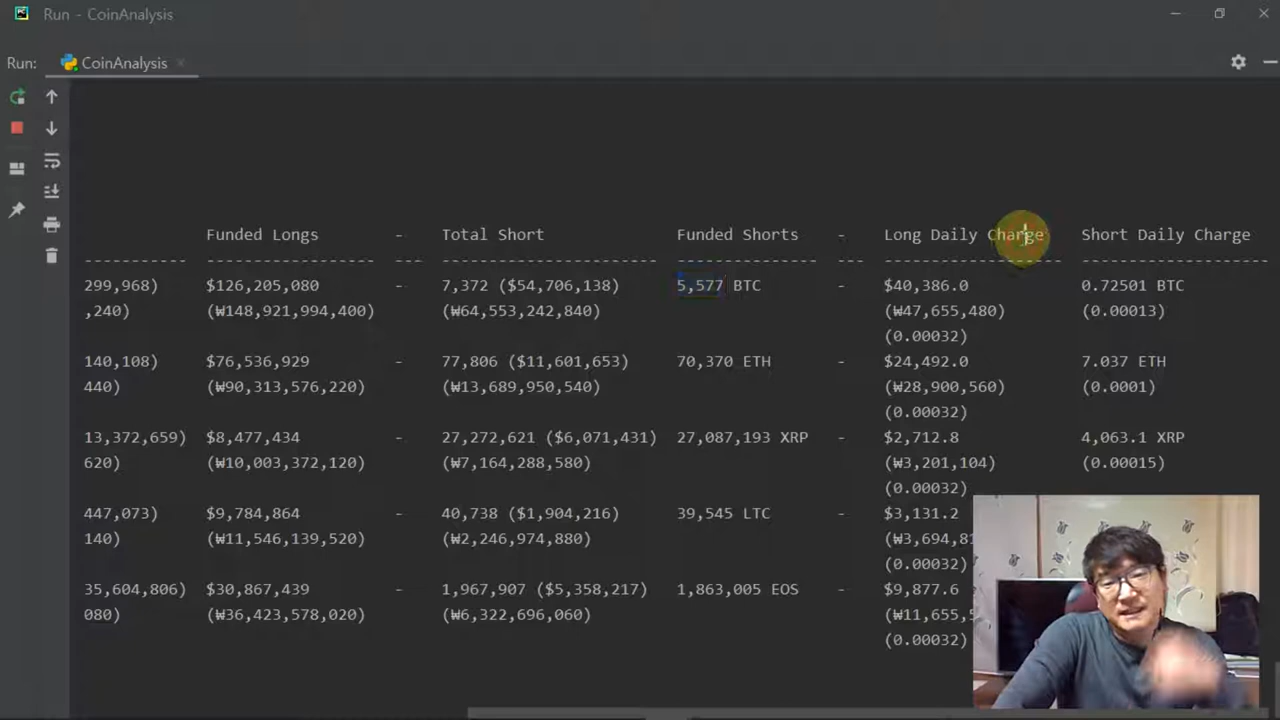 Run - CoinAnalysis
Run: CoinAnalysis
Funded Longs - Total Short Funded Shorts - Long Daily Charge Short Daily Charge
----------- --------------- --- ----------------------- --------------- --- ------------------- --------------------
299,968) $126,205,080 - 7,372 ($54,706,138) 5,577 BTC - $40,386.0 0.72501 BTC
,240) (₩148,921,994,400) (₩64,553,242,840) (₩47,655,480) (0.00013)
(0.00032)
140,108) $76,536,929 - 77,806 ($11,601,653) 70,370 ETH - $24,492.0 7.037 ETH
440) (₩90,313,576,220) (₩13,689,950,540) (₩28,900,560) (0.0001)
(0.00032)
13,372,659) $8,477,434 - 27,272,621 ($6,071,431) 27,087,193 XRP - $2,712.8 4,063.1 XRP
620) (₩10,003,372,120) (₩7,164,288,580) (₩3,201,104) (0.00015)
(0.00032)
447,073) $9,784,864 - 40,738 ($1,904,216) 39,545 LTC - $3,131.2
140) (₩11,546,139,520) (₩2,246,974,880) (₩3,694,81
(0.00032)
35,604,806) $30,867,439 - 1,967,907 ($5,358,217) 1,863,005 EOS - $9,877.6
080) (₩36,423,578,020) (₩6,322,696,060) (₩11,655,5
(0.00032)